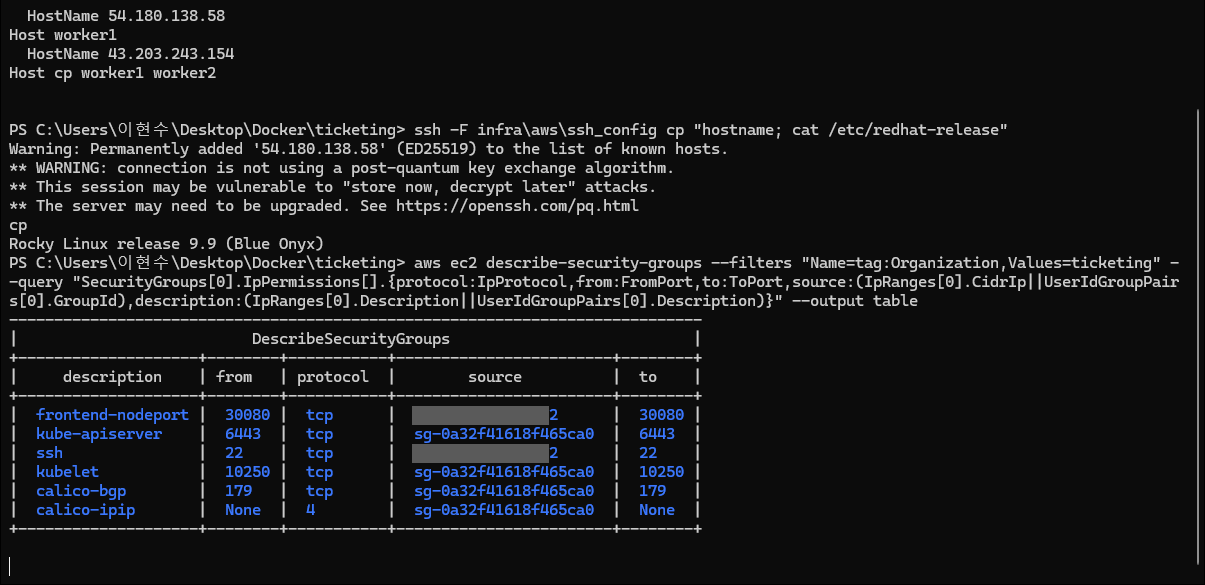 HostName 54.180.138.58
Host worker1
  HostName 43.203.243.154
Host cp worker1 worker2
PS C:\Users\이현수\Desktop\Docker\ticketing> ssh -F infra\aws\ssh_config cp "hostname; cat /etc/redhat-release"
Warning: Permanently added '54.180.138.58' (ED25519) to the list of known hosts.
** WARNING: connection is not using a post-quantum key exchange algorithm.
** This session may be vulnerable to "store now, decrypt later" attacks.
** The server may need to be upgraded. See https://openssh.com/pq.html
cp
Rocky Linux release 9.9 (Blue Onyx)
PS C:\Users\이현수\Desktop\Docker\ticketing> aws ec2 describe-security-groups --filters "Name=tag:Organization,Values=ticketing" -
-query "SecurityGroups[0].IpPermissions[].{protocol:IpProtocol,from:FromPort,to:ToPort,source:(IpRanges[0].CidrIp||UserIdGroupPair
s[0].GroupId),description:(IpRanges[0].Description||UserIdGroupPairs[0].Description)}" --output table
DescribeSecurityGroups
description | from | protocol | source | to
frontend-nodeport | 30080 | tcp | 2 | 30080
kube-apiserver | 6443 | tcp | sg-0a32f41618f465ca0 | 6443
ssh | 22 | tcp | 2 | 22
kubelet | 10250 | tcp | sg-0a32f41618f465ca0 | 10250
calico-bgp | 179 | tcp | sg-0a32f41618f465ca0 | 179
calico-ipip | None | 4 | sg-0a32f41618f465ca0 | None